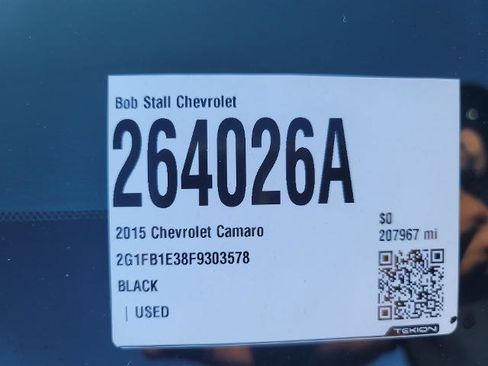 Bob Stall Chevrolet
264026A
2015 Chevrolet Camaro
$0
207967 mi
2G1FB1E38F9303578
BLACK
| USED
TEKION